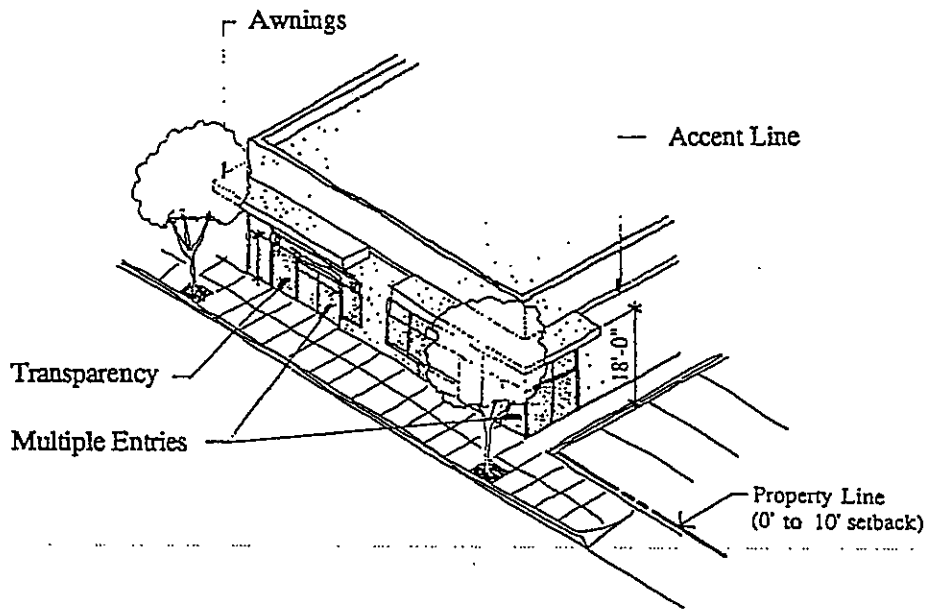 Awnings
Accent Line
18'-0"
Transparency
Multiple Entries
Property Line
(0' to 10' setback)